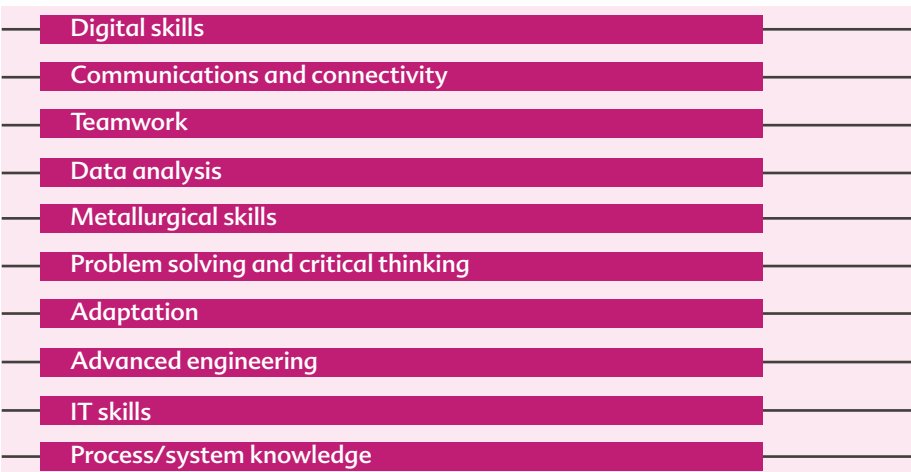 Digital skills
Communications and connectivity
Teamwork
Data analysis
Metallurgical skills
Problem solving and critical thinking
Adaptation
Advanced engineering
IT skills
Process/system knowledge